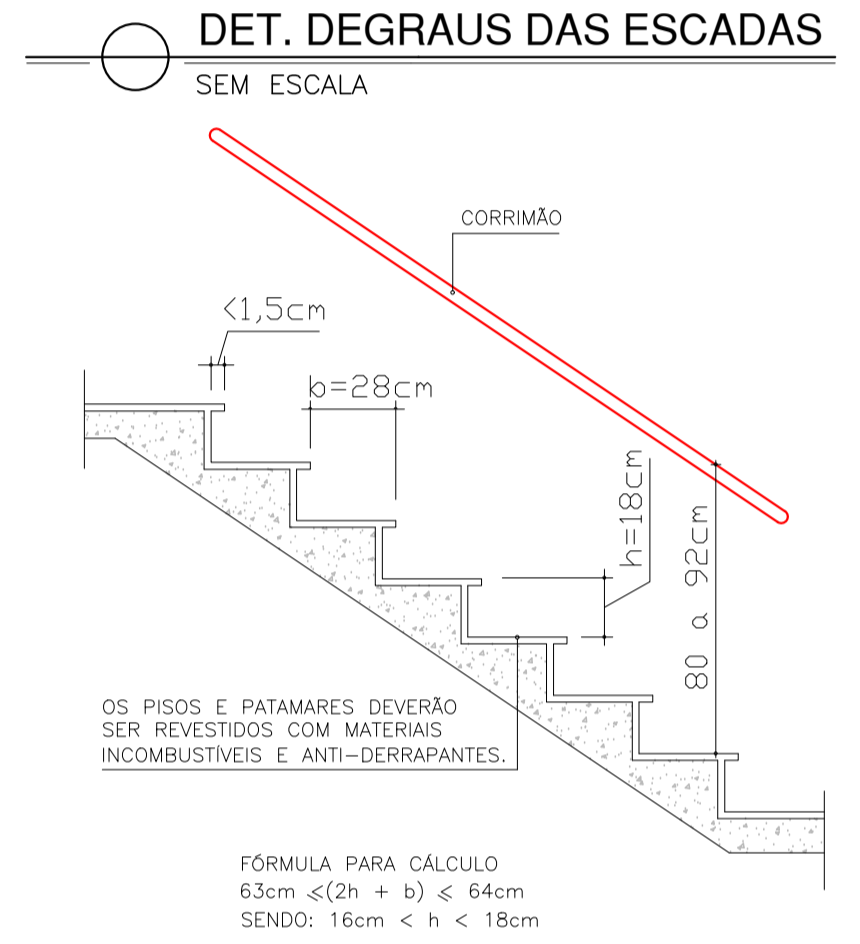 DET. DEGRAUS DAS ESCADAS
SEM ESCALA
CORRIMÃO
<1,5cm
b=28cm
h=18cm
80 a 92cm
OS PISOS E PATAMARES DEVERÃO
SER REVESTIDOS COM MATERIAIS
INCOMBUSTÍVEIS E ANTI-DERRAPANTES.
FÓRMULA PARA CÁLCULO
63cm ⩽(2h + b) ⩽ 64cm
SENDO: 16cm < h < 18cm